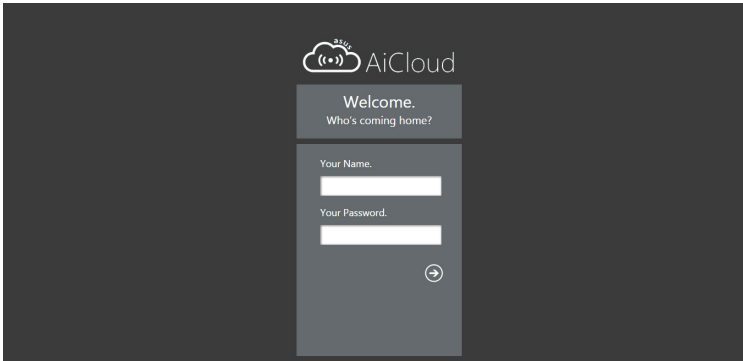 asus
AiCloud
Welcome.
Who's coming home?
Your Name.
Your Password.